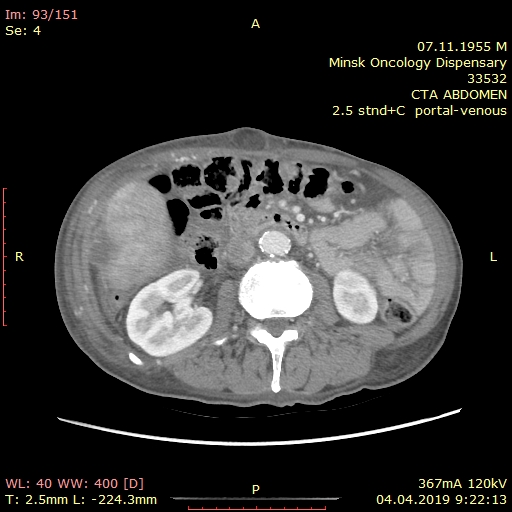 Im: 93/151
Se: 4
A
07.11.1955 M
Minsk Oncology Dispensary
33532
CTA ABDOMEN
2.5 stnd+C portal-venous
R
L
WL: 40 WW: 400 [D]
T: 2.5mm L: -224.3mm
P
367mA 120kV
04.04.2019 9:22:13